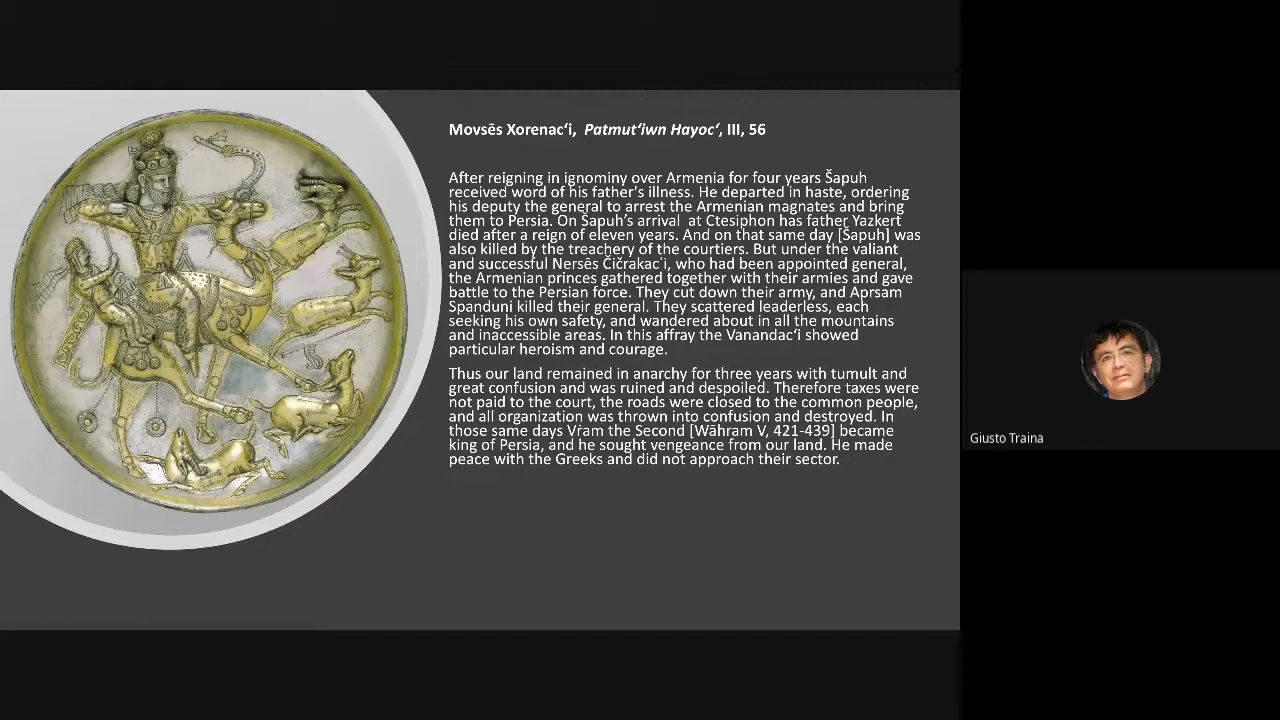 Movsēs Xorenac‘i, Patmut‘iwn Hayoc‘, III, 56
After reigning in ignominy over Armenia for four years Šapuh
received word of his father's illness. He departed in haste, ordering
his deputy the general to arrest the Armenian magnates and bring
them to Persia. On Šapuh’s arrival at Ctesiphon has father Yazkert
died after a reign of eleven years. And on that same day [Šapuh] was
also killed by the treachery of the courtiers. But under the valiant
and successful Nersēs Čičrakac‘i, who had been appointed general,
the Armenian princes gathered together with their armies and gave
battle to the Persian force. They cut down their army, and Aprsam
Spanduni killed their general. They scattered leaderless, each
seeking his own safety, and wandered about in all the mountains
and inaccessible areas. In this affray the Vanandac‘i showed
particular heroism and courage.
Thus our land remained in anarchy for three years with tumult and
great confusion and was ruined and despoiled. Therefore taxes were
not paid to the court, the roads were closed to the common people,
and all organization was thrown into confusion and destroyed. In
those same days Vṙam the Second [Wāhram V, 421-439] became
king of Persia, and he sought vengeance from our land. He made
peace with the Greeks and did not approach their sector.
Giusto Traina